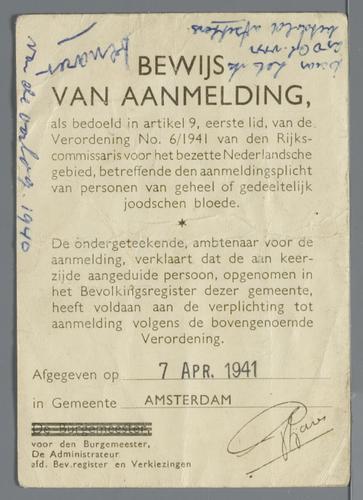 BEWIJS
VAN AANMELDING,
als bedoeld in artikel 9, eerste lid, van de
Verordening No. 6/1941 van den Rijks-
commissaris voor het bezette Nederlandsche
gebied, betreffende den aanmeldingsplicht
van personen van geheel of gedeeltelijk
joodschen bloede.
*
De ondergeteekende, ambtenaar voor de
aanmelding, verklaart dat de aan keer-
zijde aangeduide persoon, opgenomen in
het Bevolkingsregister dezer gemeente,
heeft voldaan aan de verplichting tot
aanmelding volgens de bovengenoemde
Verordening.
Afgegeven op 7 APR. 1941
in Gemeente AMSTERDAM
De Burgemeester,
voor den Burgemeester,
De Administrateur
afd. Bev.register en Verkiezingen
van de oorlog 1940